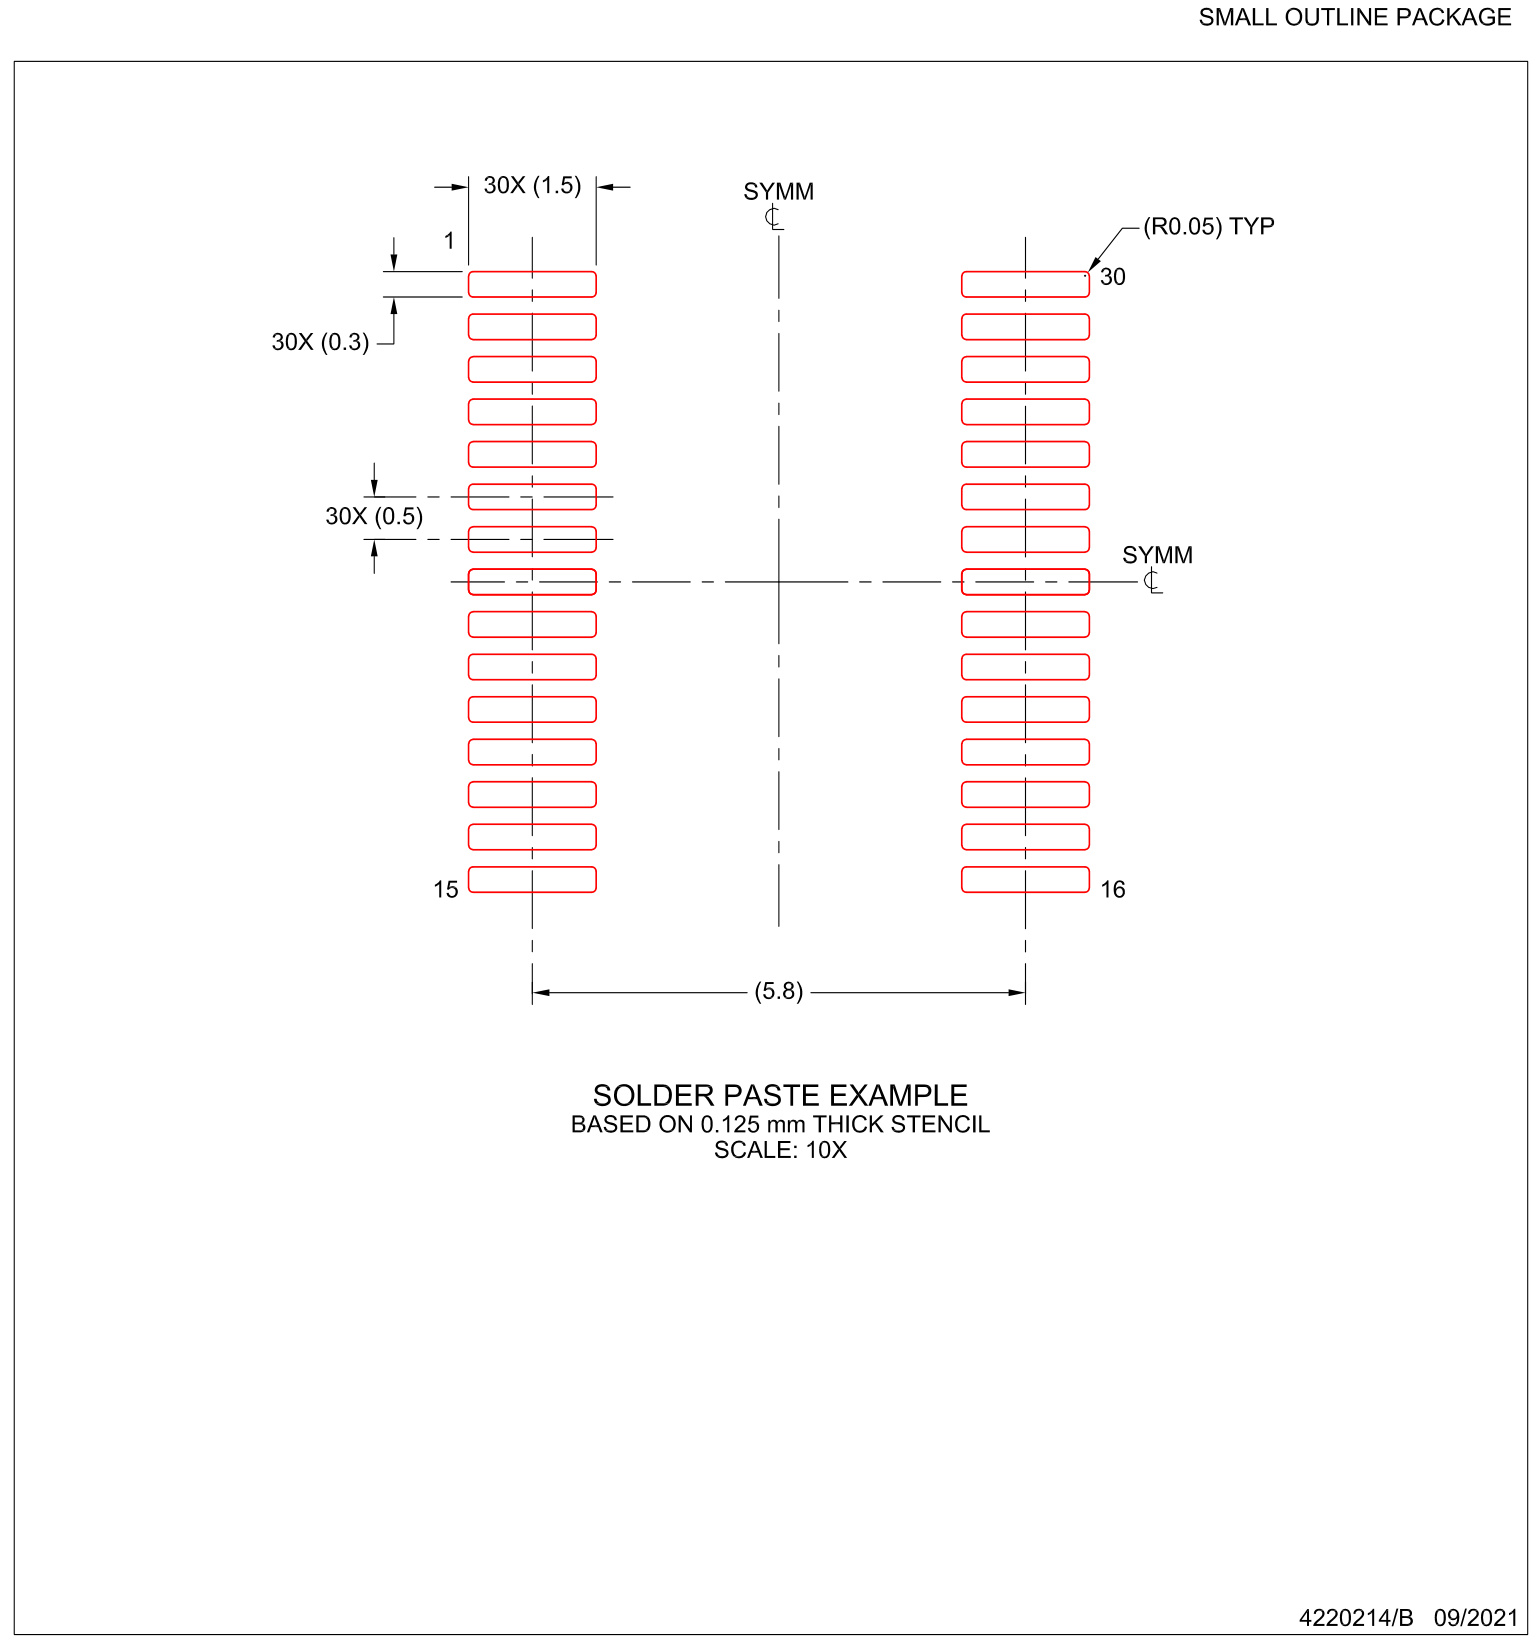 SMALL OUTLINE PACKAGE
30X (1.5)
SYMM
(R0.05) TYP
1
30
30X (0.3)
30X (0.5)
SYMM
15
16
(5.8)
SOLDER PASTE EXAMPLE
BASED ON 0.125 mm THICK STENCIL
SCALE: 10X
4220214/B 09/2021